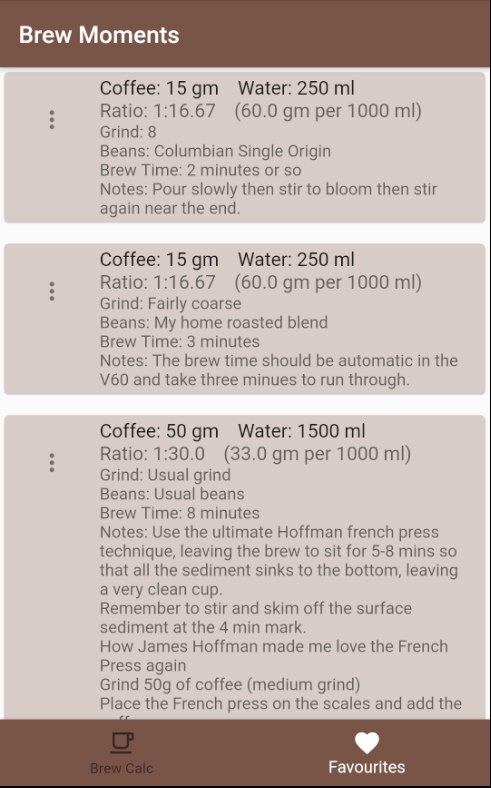 Brew Moments
Coffee: 15 gm Water: 250 ml
Ratio: 1:16.67 (60.0 gm per 1000 ml)
Grind: 8
Beans: Columbian Single Origin
Brew Time: 2 minutes or so
Notes: Pour slowly then stir to bloom then stir
again near the end.
Coffee: 15 gm Water: 250 ml
Ratio: 1:16.67 (60.0 gm per 1000 ml)
Grind: Fairly coarse
Beans: My home roasted blend
Brew Time: 3 minutes
Notes: The brew time should be automatic in the
V60 and take three minues to run through.
Coffee: 50 gm Water: 1500 ml
Ratio: 1:30.0 (33.0 gm per 1000 ml)
Grind: Usual grind
Beans: Usual beans
Brew Time: 8 minutes
Notes: Use the ultimate Hoffman french press
technique, leaving the brew to sit for 5-8 mins so
that all the sediment sinks to the bottom, leaving
a very clean cup.
Remember to stir and skim off the surface
sediment at the 4 min mark.
How James Hoffman made me love the French
Press again
Grind 50g of coffee (medium grind)
Place the French press on the scales and add the
Brew Calc
Favourites